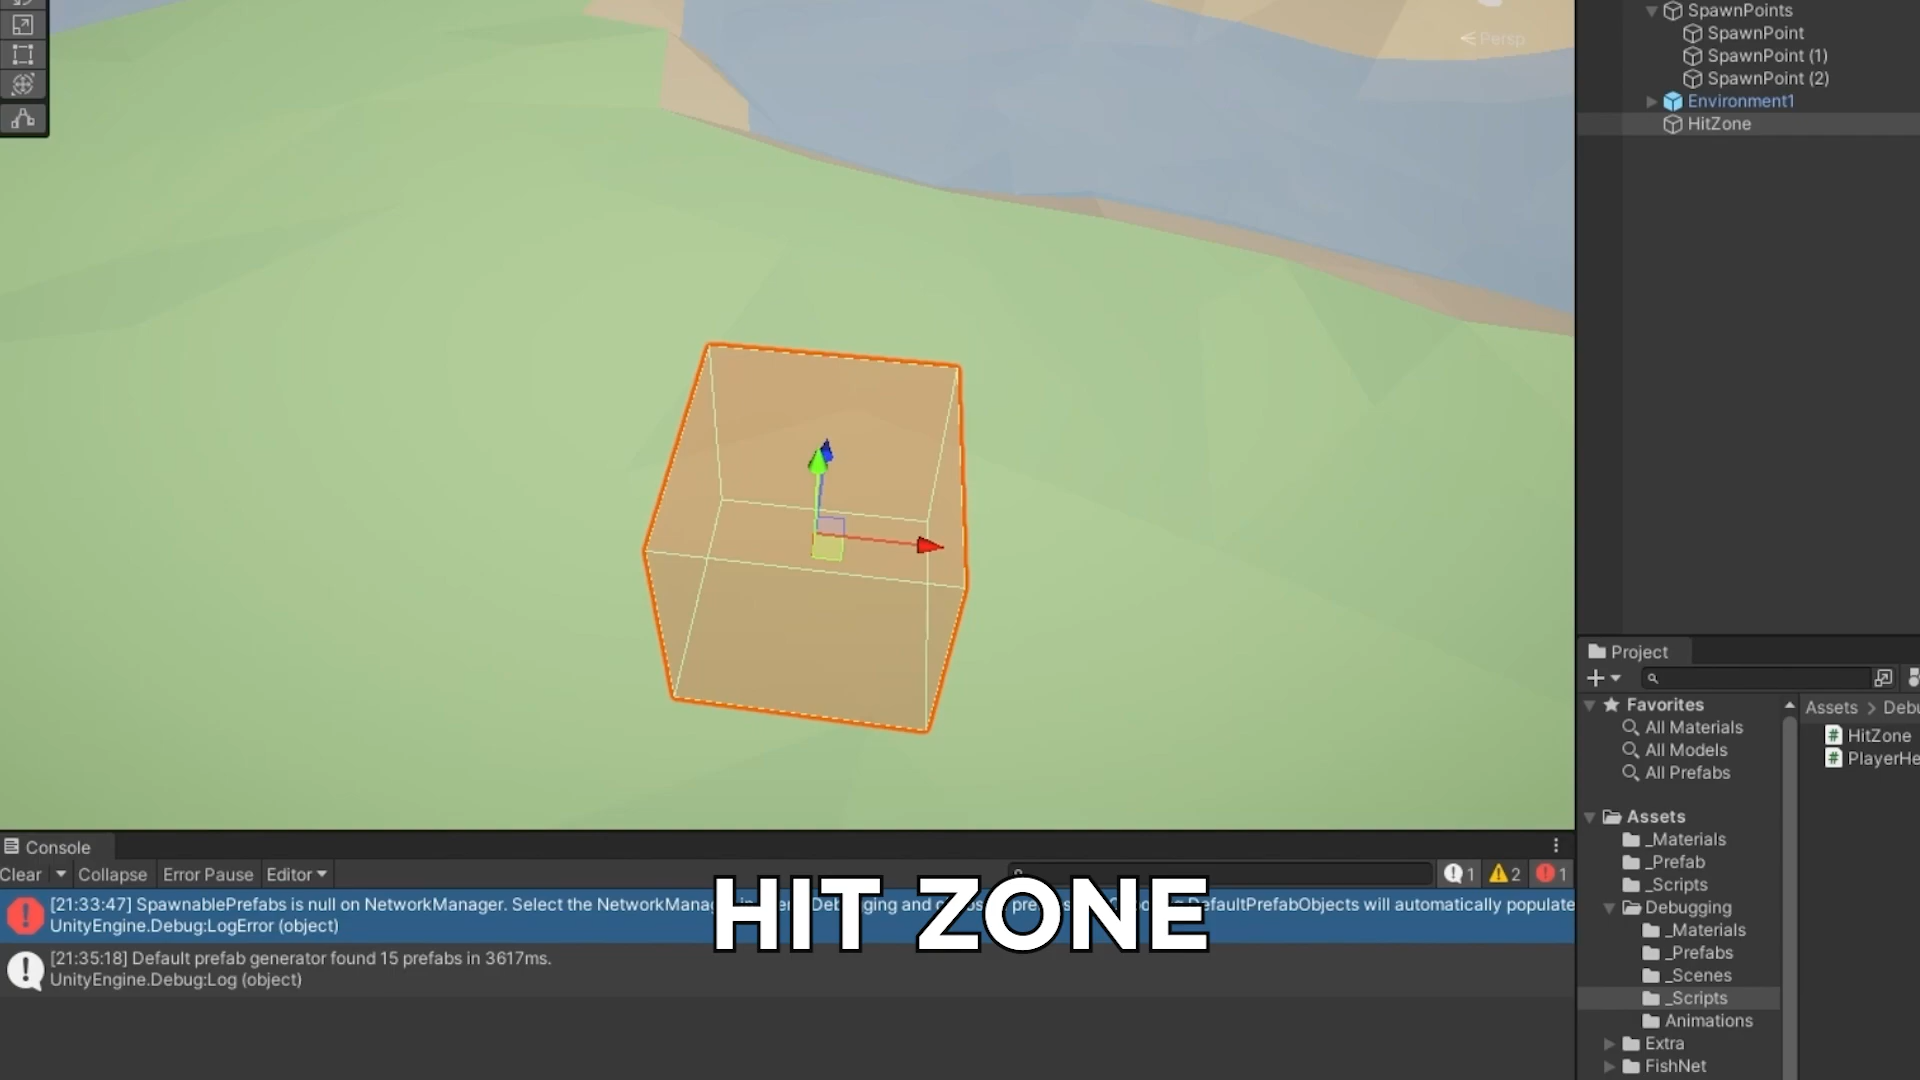 Persp
SpawnPoints
SpawnPoint
SpawnPoint (1)
SpawnPoint (2)
Environment1
HitZone
Project
Favorites
All Materials
All Models
All Prefabs
Assets
_Materials
_Prefab
_Scripts
Debugging
_Materials
_Prefabs
_Scenes
_Scripts
Animations
Extra
FishNet
Assets > Debu
HitZone
PlayerHe
Console
Clear Collapse Error Pause Editor 1 2 1
[21:33:47] SpawnablePrefabs is null on NetworkManager. Select the DefaultPrefabObjects will automatically populate
UnityEngine.Debug:LogError (object)
[21:35:18] Default prefab generator found 15 prefabs in 3617ms.
UnityEngine.Debug:Log (object)
HIT ZONE